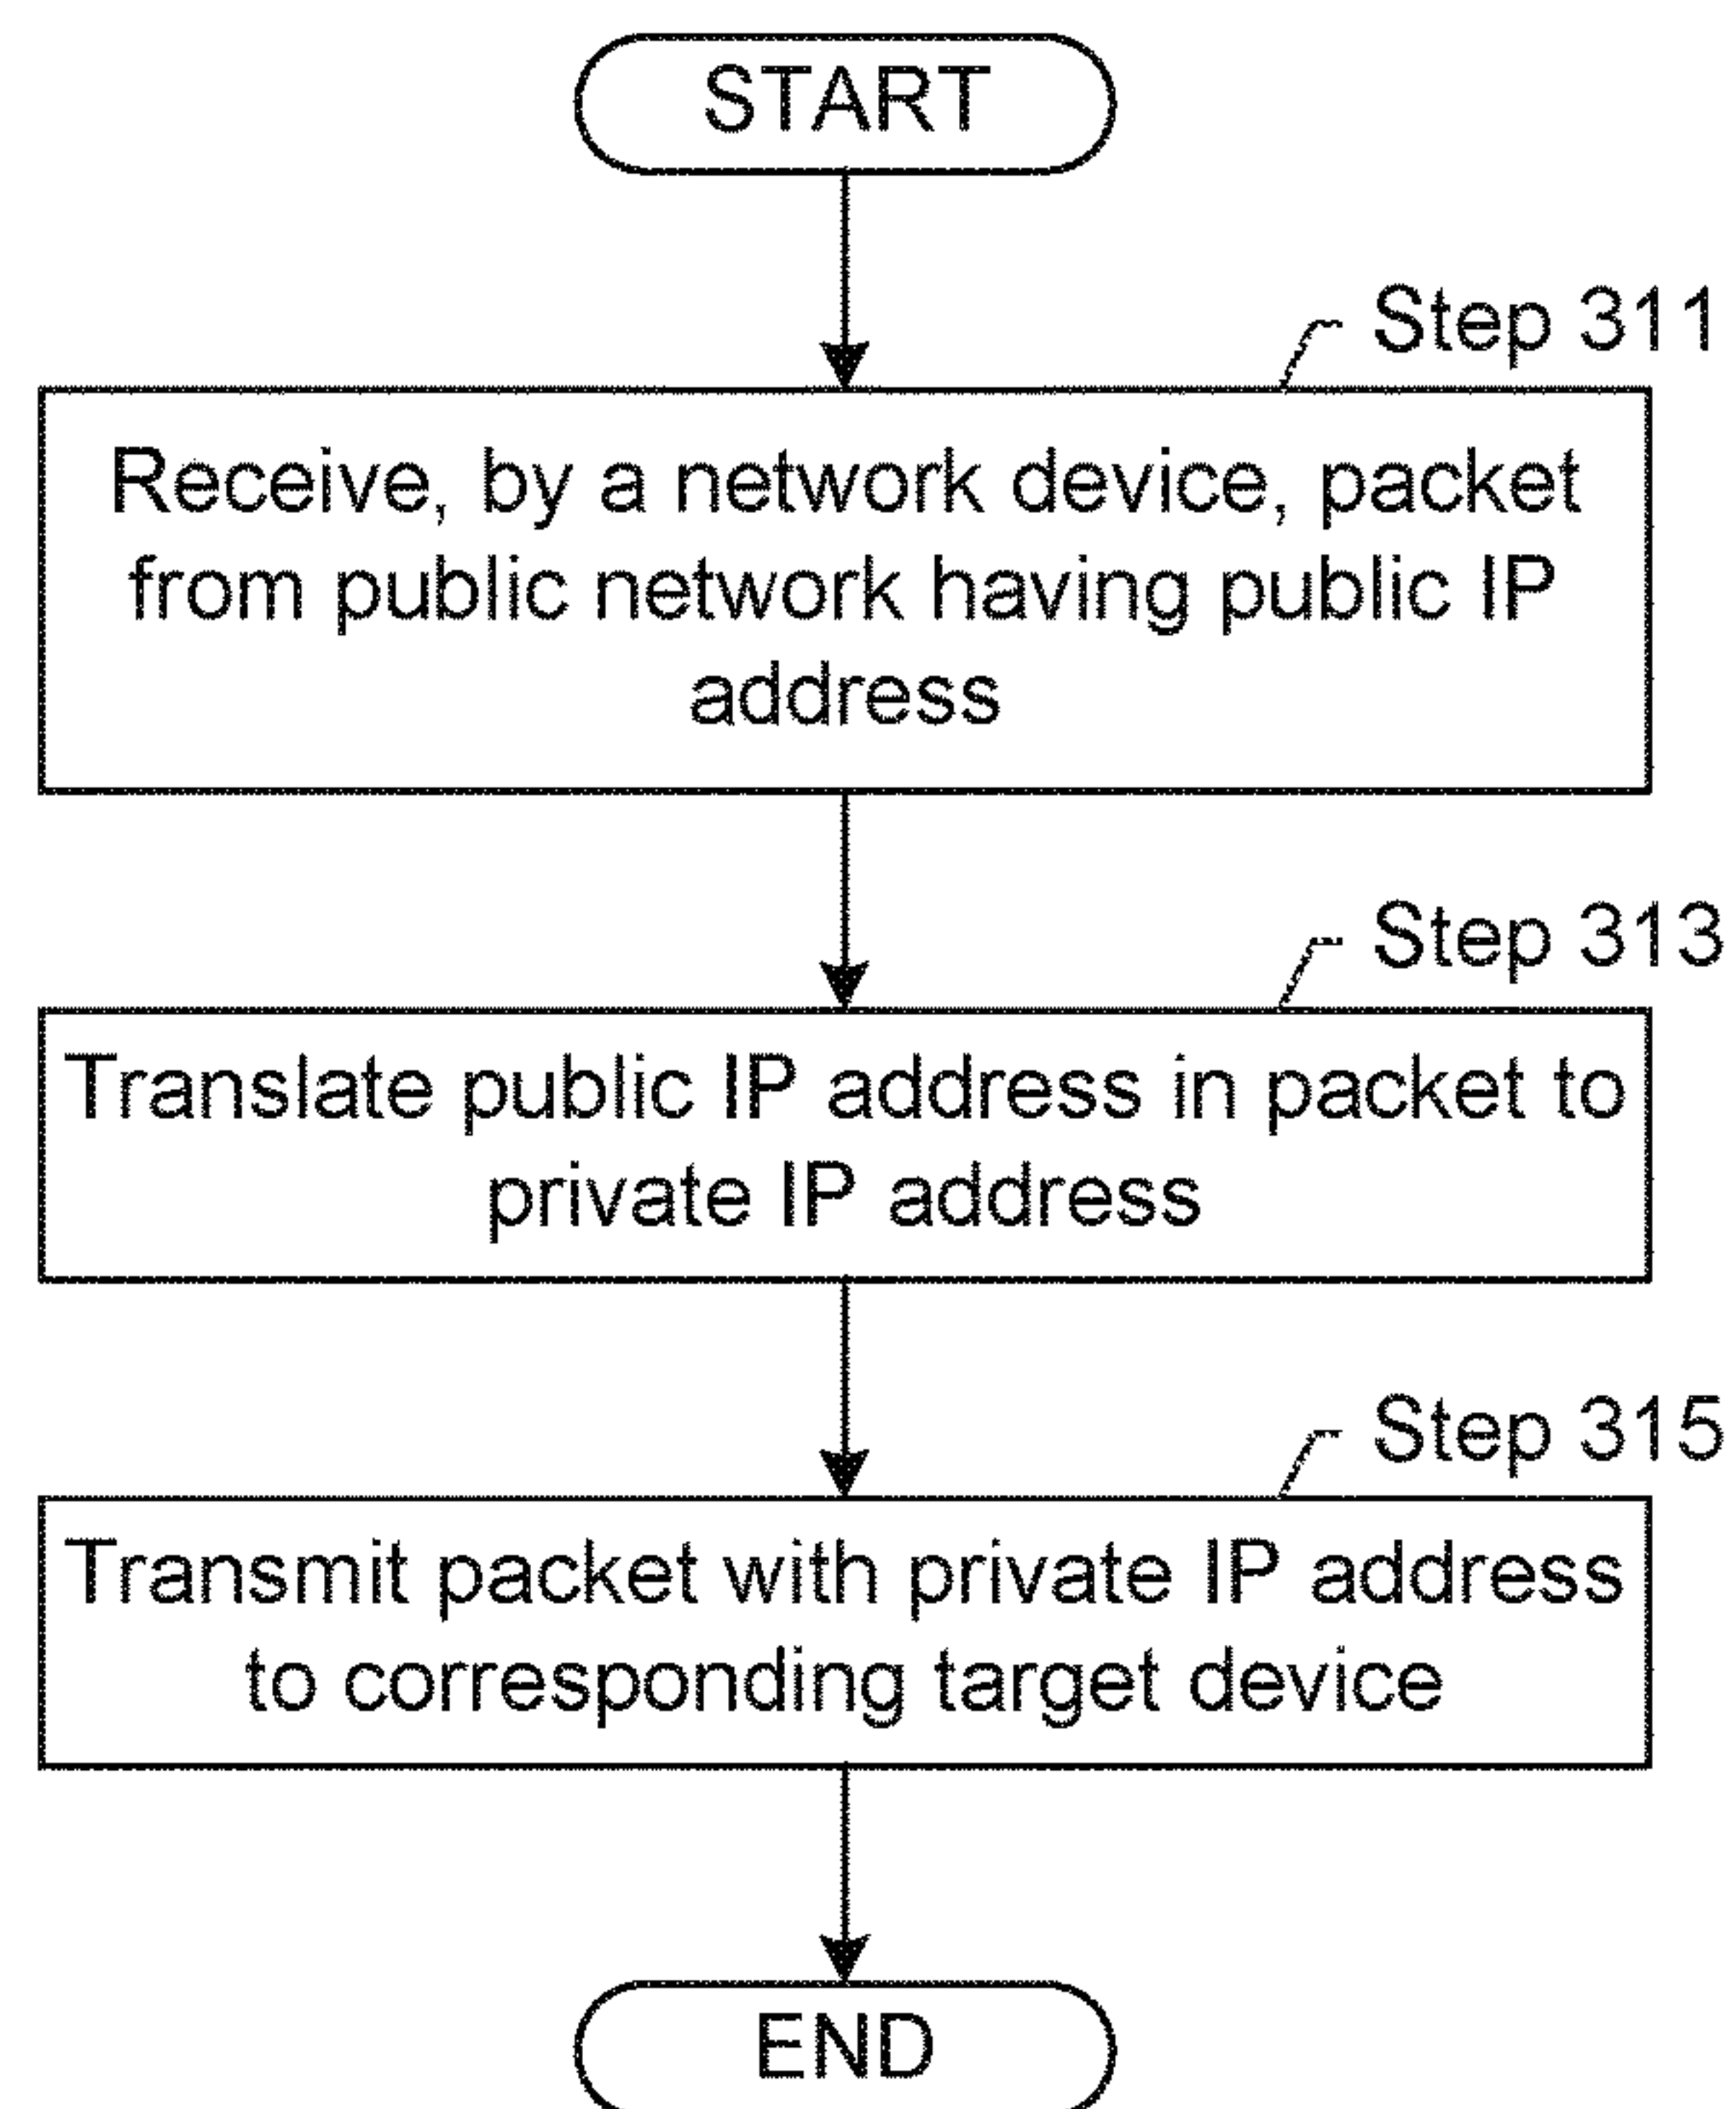 START
Step 311
Receive, by a network device, packet
from public network having public IP
address
Step 313
Translate public IP address in packet to
private IP address
Step 315
Transmit packet with private IP address
to corresponding target device
END